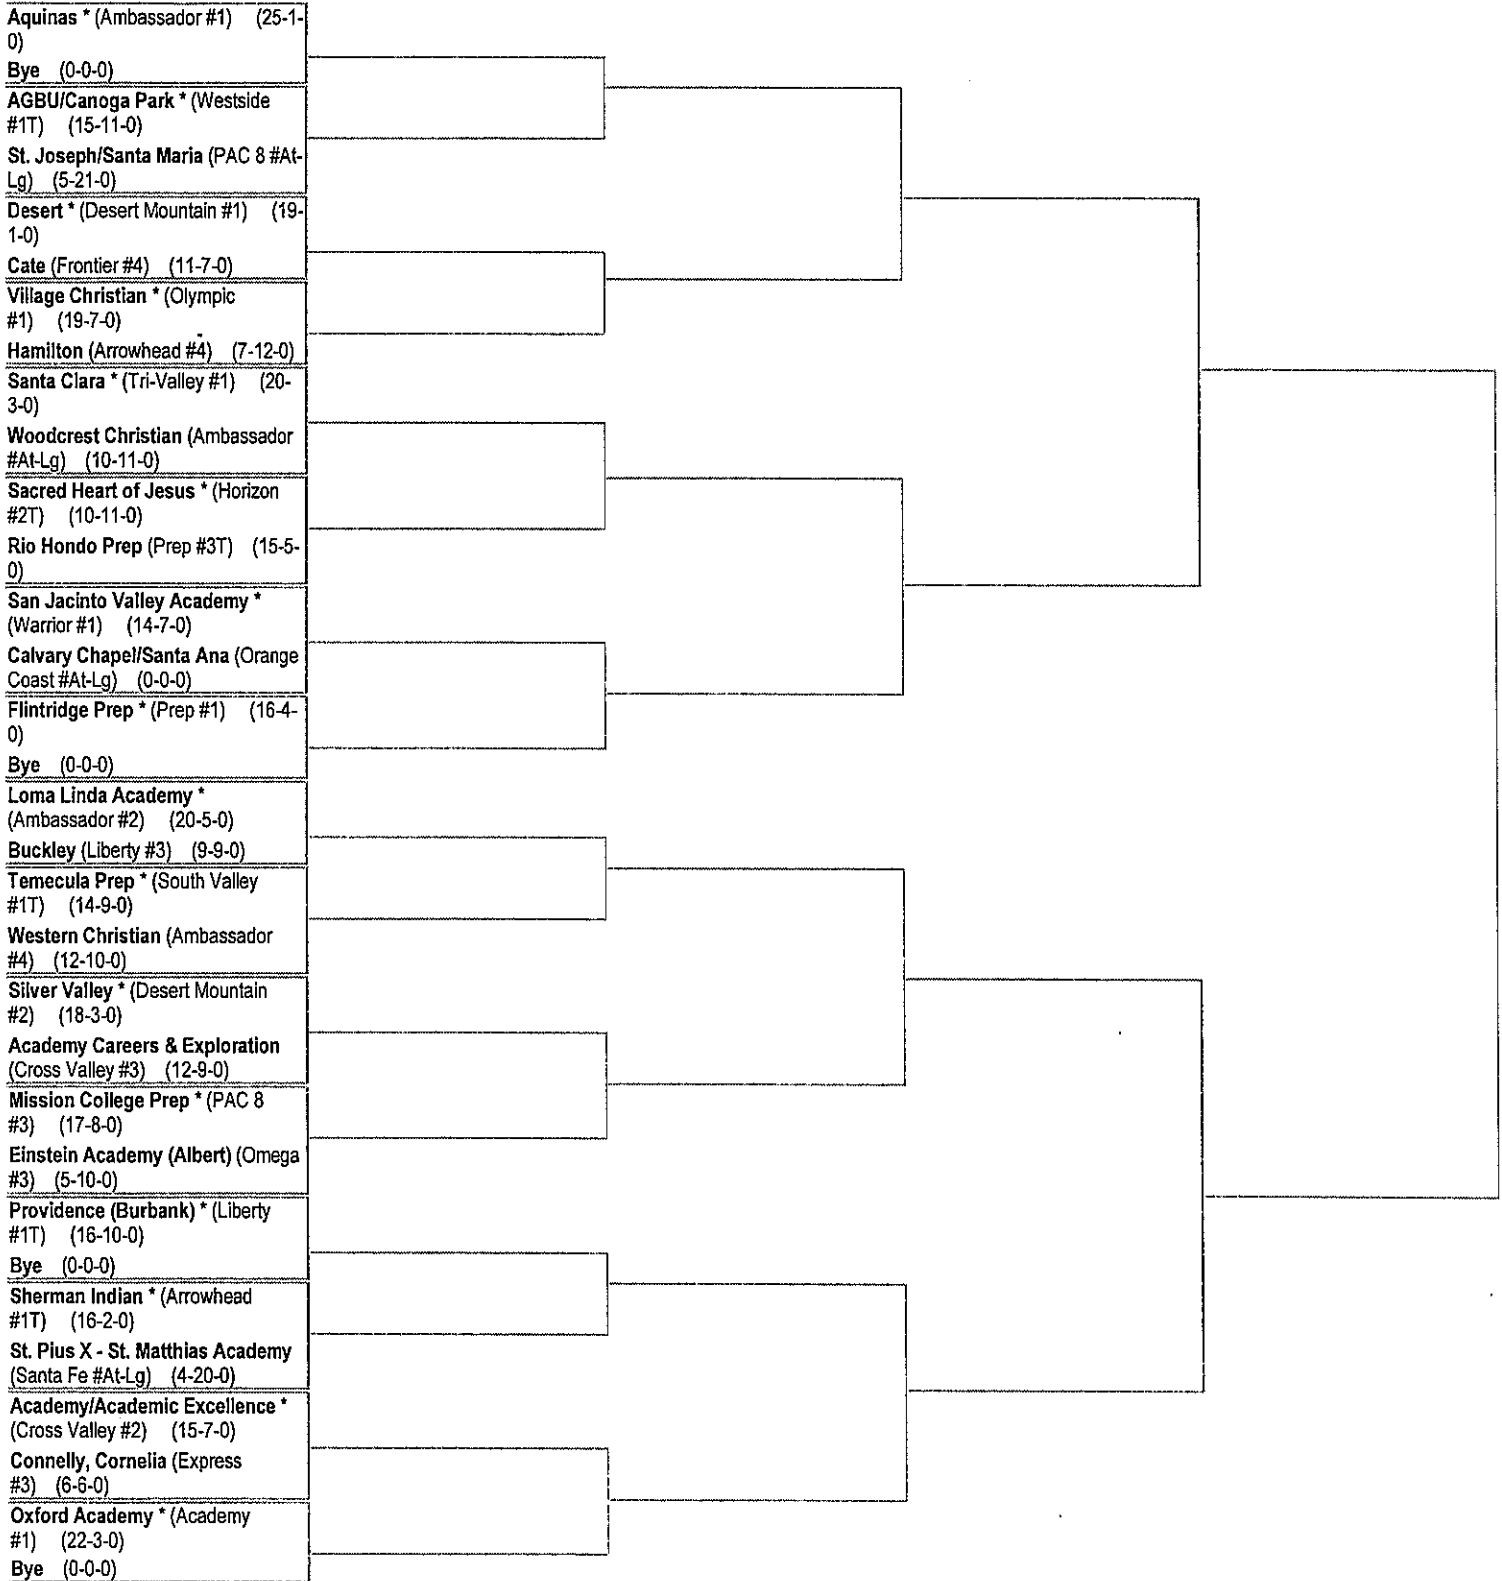 Aquinas * (Ambassador #1) (25-1-
0)
Bye (0-0-0)
AGBU/Canoga Park * (Westside
#1T) (15-11-0)
St. Joseph/Santa Maria (PAC 8 #At-
Lg) (5-21-0)
Desert * (Desert Mountain #1) (19-
1-0)
Cate (Frontier #4) (11-7-0)
Village Christian * (Olympic
#1) (19-7-0)
Hamilton (Arrowhead #4) (7-12-0)
Santa Clara * (Tri-Valley #1) (20-
3-0)
Woodcrest Christian (Ambassador
#At-Lg) (10-11-0)
Sacred Heart of Jesus * (Horizon
#2T) (10-11-0)
Rio Hondo Prep (Prep #3T) (15-5-
0)
San Jacinto Valley Academy *
(Warrior #1) (14-7-0)
Calvary Chapel/Santa Ana (Orange
Coast #At-Lg) (0-0-0)
Flintridge Prep * (Prep #1) (16-4-
0)
Bye (0-0-0)
Loma Linda Academy *
(Ambassador #2) (20-5-0)
Buckley (Liberty #3) (9-9-0)
Temecula Prep * (South Valley
#1T) (14-9-0)
Western Christian (Ambassador
#4) (12-10-0)
Silver Valley * (Desert Mountain
#2) (18-3-0)
Academy Careers & Exploration
(Cross Valley #3) (12-9-0)
Mission College Prep * (PAC 8
#3) (17-8-0)
Einstein Academy (Albert) (Omega
#3) (5-10-0)
Providence (Burbank) * (Liberty
#1T) (16-10-0)
Bye (0-0-0)
Sherman Indian * (Arrowhead
#1T) (16-2-0)
St. Pius X - St. Matthias Academy
(Santa Fe #At-Lg) (4-20-0)
Academy/Academic Excellence *
(Cross Valley #2) (15-7-0)
Connelly, Cornelia (Express
#3) (6-6-0)
Oxford Academy * (Academy
#1) (22-3-0)
Bye (0-0-0)